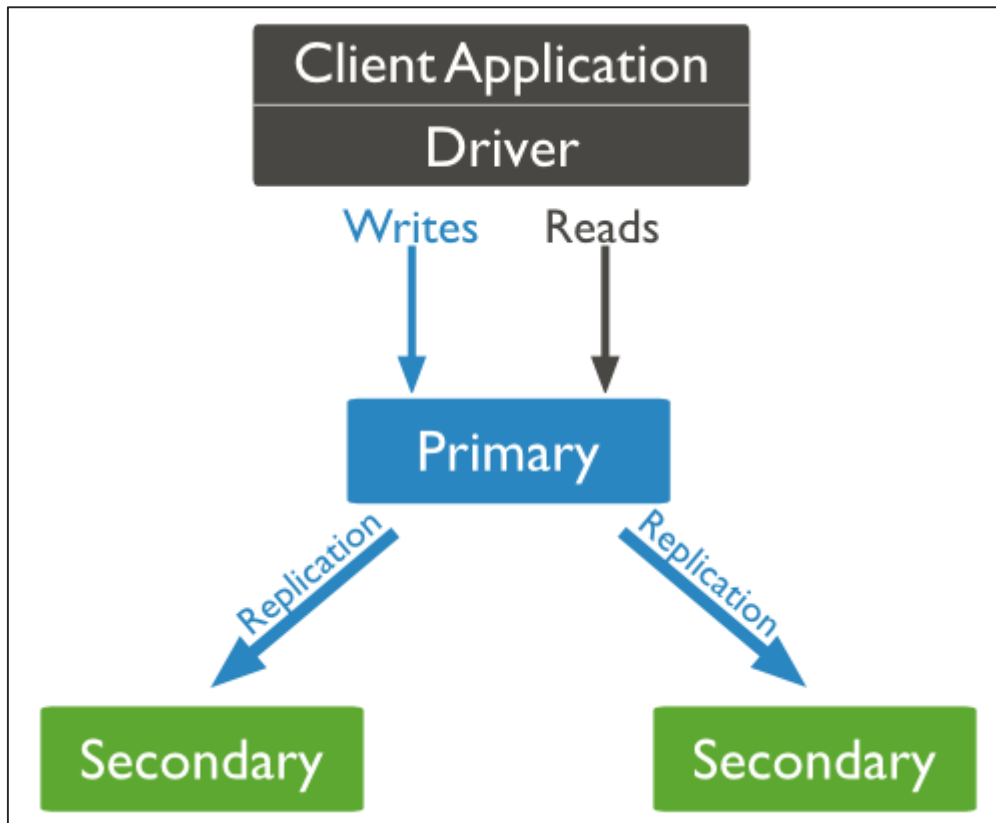 Client Application
Driver
Writes
Reads
Primary
Replication
Replication
Secondary
Secondary